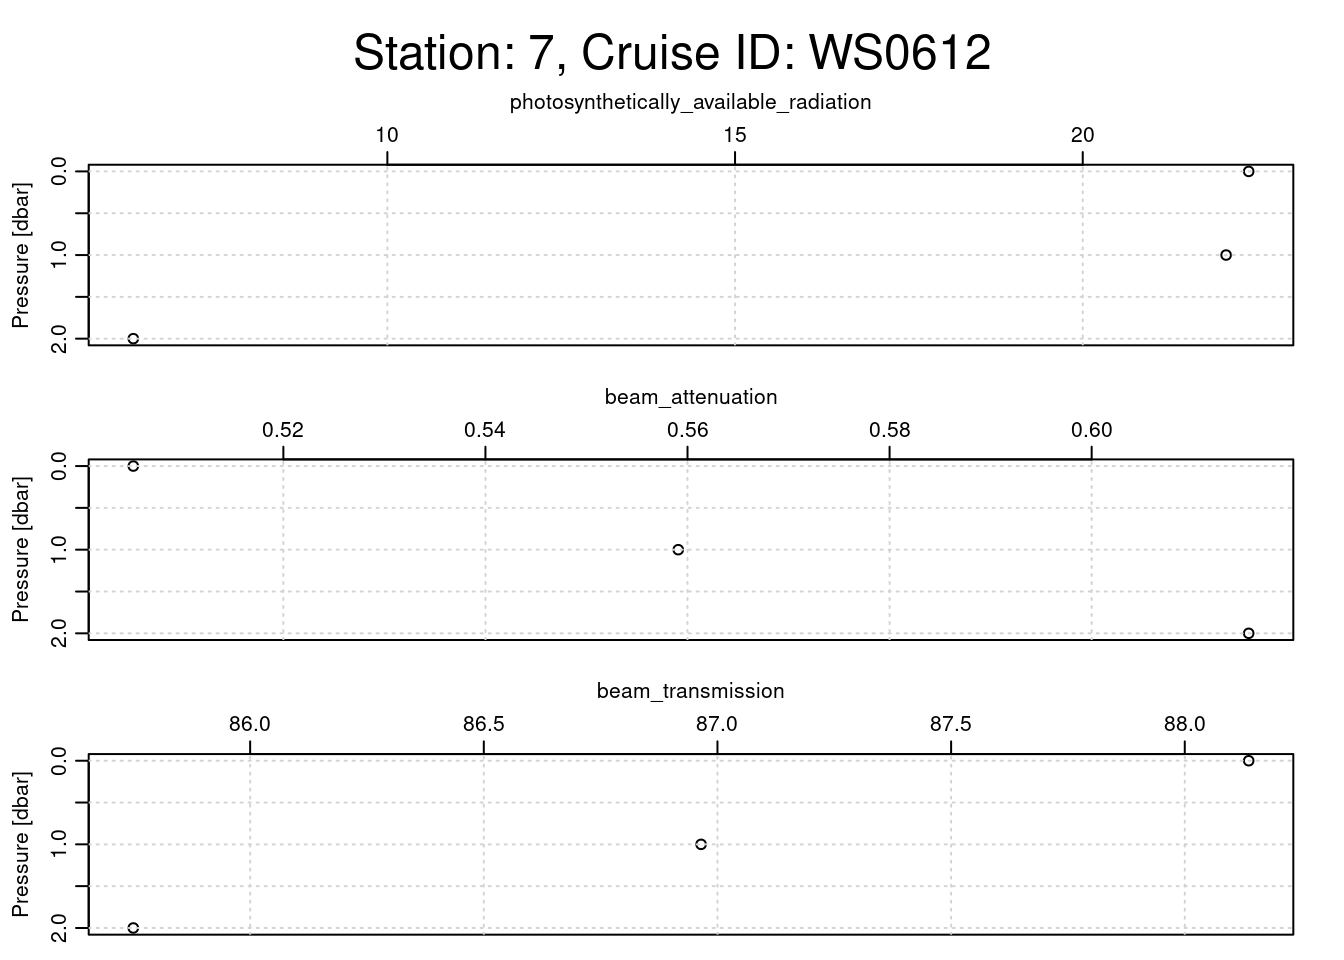 Station: 7, Cruise ID: WS0612
photosynthetically_available_radiation
10 15 20
Pressure [dbar]
0.0
1.0
2.0
beam_attenuation
0.52 0.54 0.56 0.58 0.60
Pressure [dbar]
0.0
1.0
2.0
beam_transmission
86.0 86.5 87.0 87.5 88.0
Pressure [dbar]
0.0
1.0
2.0